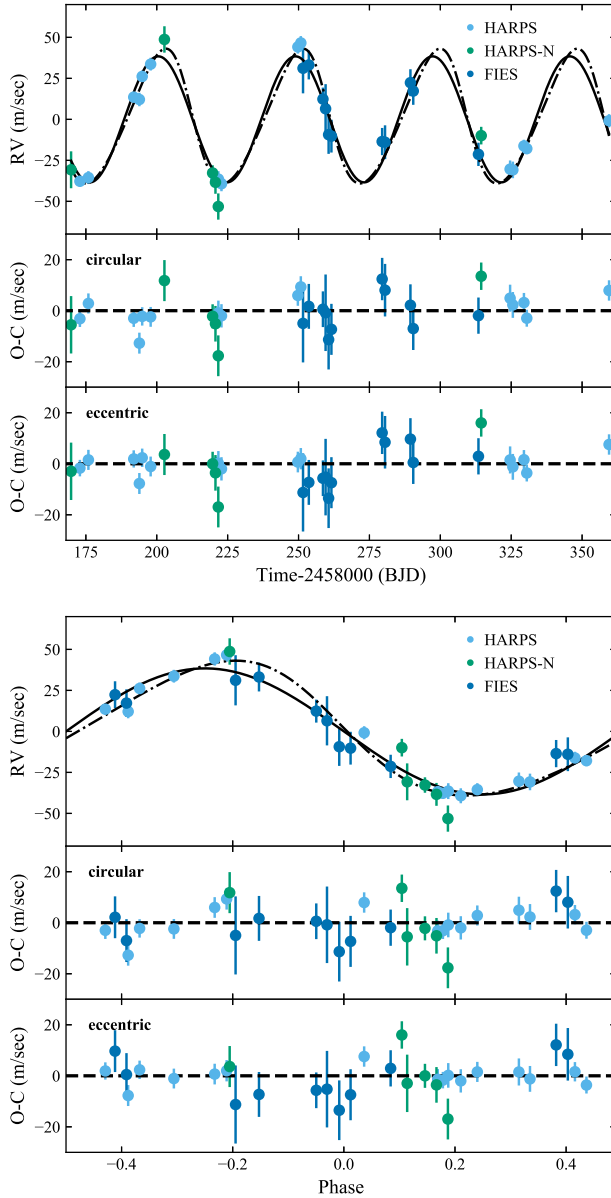 HARPS
HARPS-N
FIES
RV (m/sec)
50
25
0
−25
−50
circular
O-C (m/sec)
20
0
−20
eccentric
O-C (m/sec)
20
0
−20
175 200 225 250 275 300 325 350
Time-2458000 (BJD)
HARPS
HARPS-N
FIES
RV (m/sec)
50
25
0
−25
−50
circular
O-C (m/sec)
20
0
−20
eccentric
O-C (m/sec)
20
0
−20
−0.4 −0.2 0.0 0.2 0.4
Phase